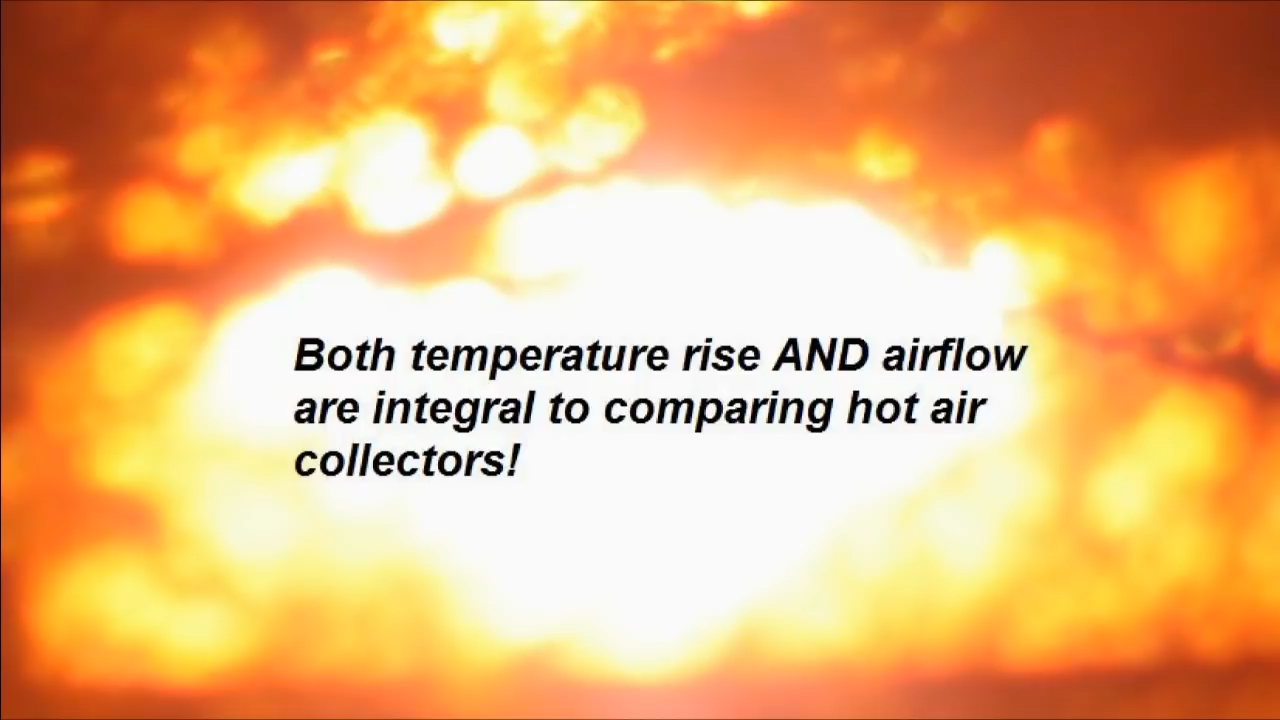 Both temperature rise AND airflow
are integral to comparing hot air
collectors!